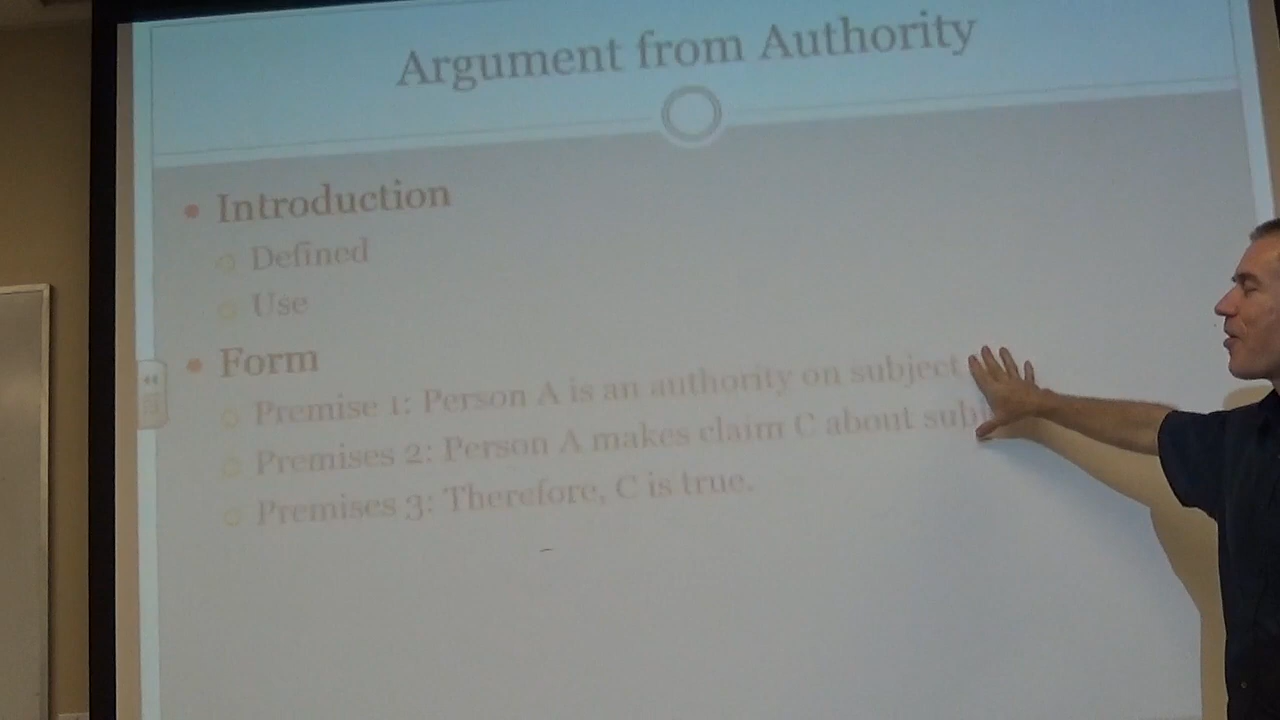 Argument from Authority
Introduction
Defined
Use
Form
Premise 1: Person A is an authority on subject
Premises 2: Person A makes claim C about
Premises 3: Therefore, C is true.